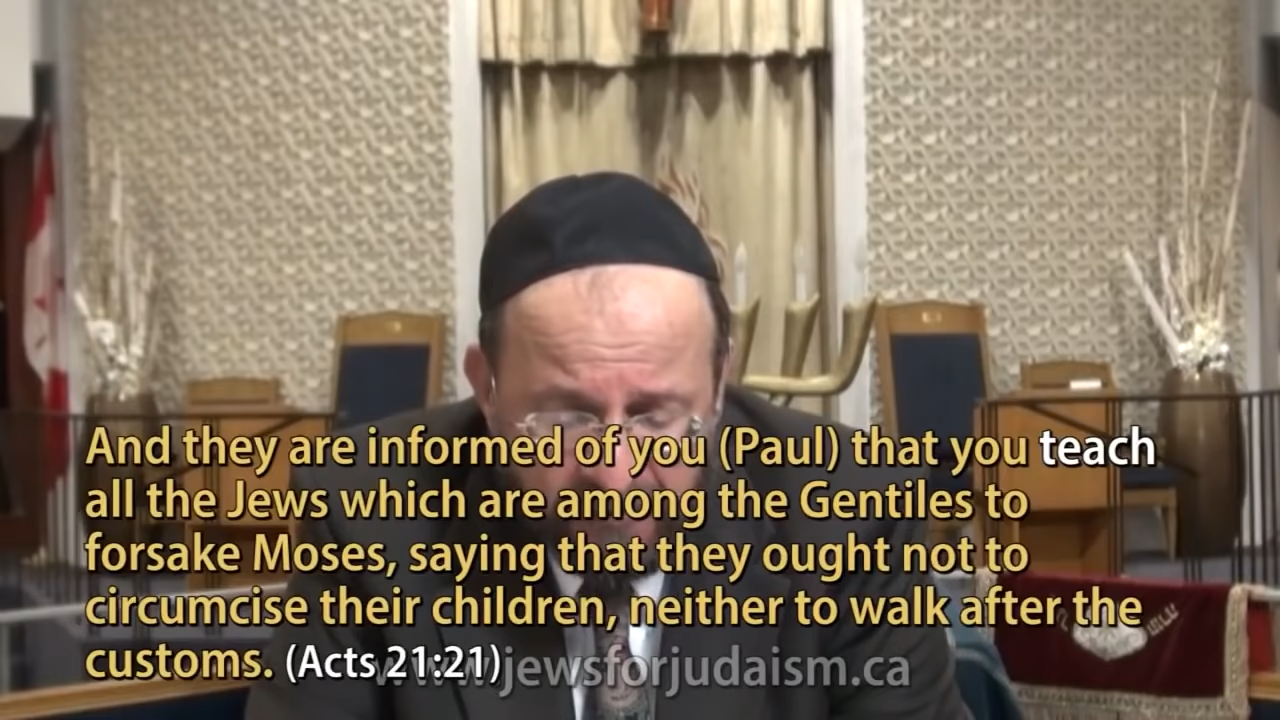 And they are informed of you (Paul) that you teach
all the Jews which are among the Gentiles to
forsake Moses, saying that they ought not to
circumcise their children, neither to walk after the
customs. (Acts 21:21)
www.jewsforjudaism.ca